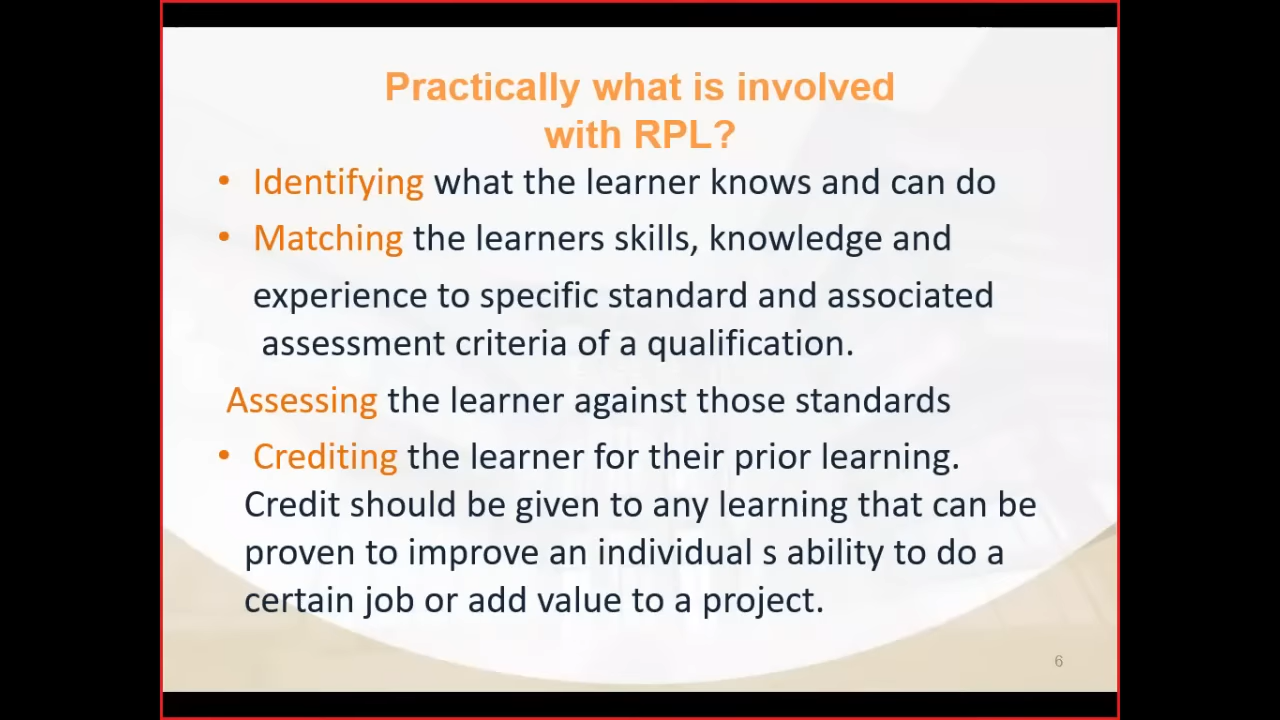 Practically what is involved
with RPL?
• Identifying what the learner knows and can do
• Matching the learners skills, knowledge and
experience to specific standard and associated
assessment criteria of a qualification.
Assessing the learner against those standards
• Crediting the learner for their prior learning.
Credit should be given to any learning that can be
proven to improve an individual s ability to do a
certain job or add value to a project.
6